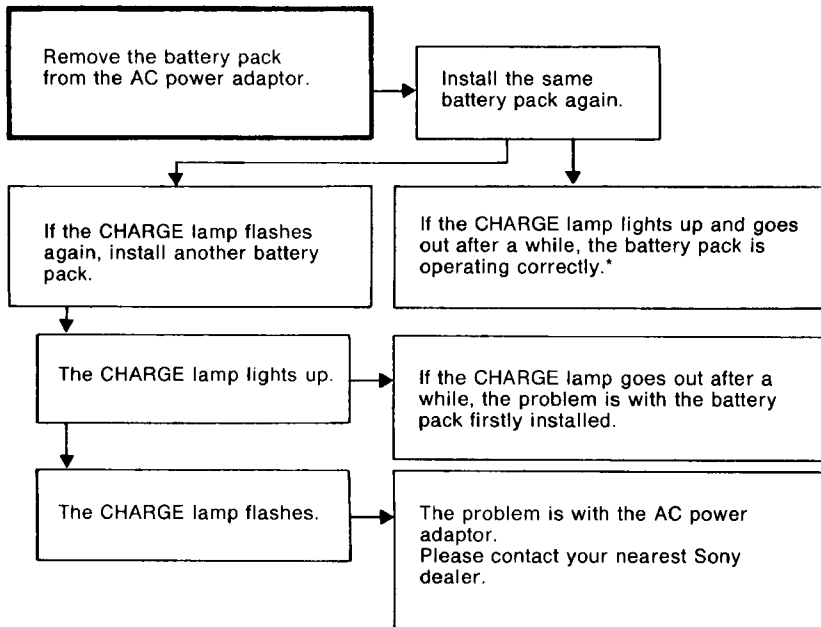 Remove the battery pack
from the AC power adaptor.
Install the same
battery pack again.
If the CHARGE lamp flashes
again, install another battery
pack.
If the CHARGE lamp lights up and goes
out after a while, the battery pack is
operating correctly.*
The CHARGE lamp lights up.
If the CHARGE lamp goes out after a
while, the problem is with the battery
pack firstly installed.
The CHARGE lamp flashes.
The problem is with the AC power
adaptor.
Please contact your nearest Sony
dealer.